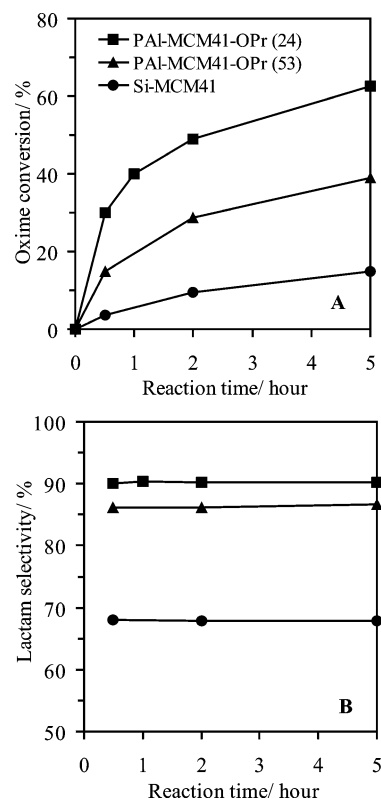 80
60
40
20
0
Oxime conversion/ %
PAl-MCM41-OPr (24)
PAl-MCM41-OPr (53)
Si-MCM41
A
0 1 2 3 4 5
Reaction time/ hour
100
90
80
70
60
50
Lactam selectivity/ %
B
0 1 2 3 4 5
Reaction time/ hour